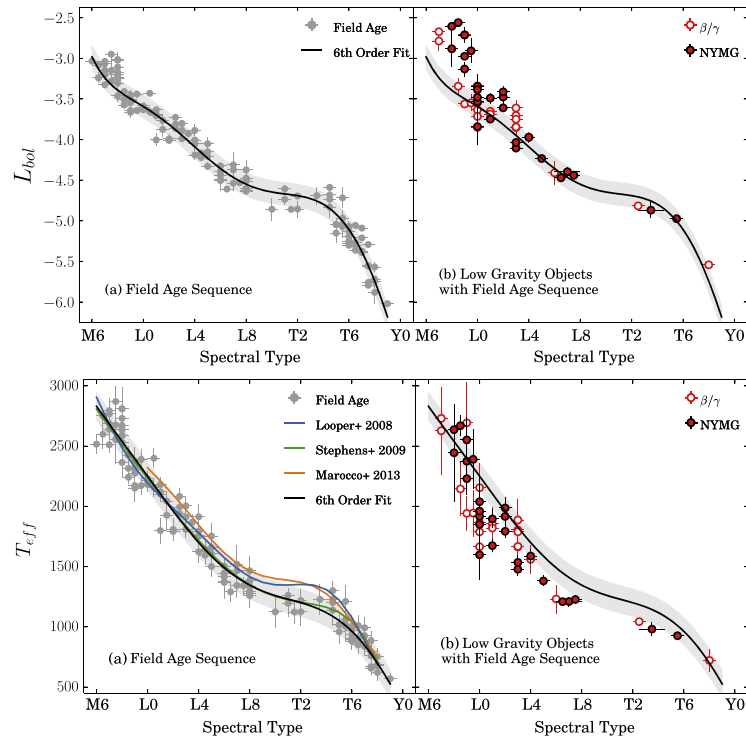 −2.5
−3.0
−3.5
−4.0
−4.5
−5.0
−5.5
−6.0
L_bol
Field Age
6th Order Fit
(a) Field Age Sequence
M6 L0 L4 L8 T2 T6 Y0
Spectral Type
β/γ
NYMG
(b) Low Gravity Objects
with Field Age Sequence
M6 L0 L4 L8 T2 T6 Y0
Spectral Type
3000
2500
2000
1500
1000
500
T_eff
Field Age
Looper+ 2008
Stephens+ 2009
Marocco+ 2013
6th Order Fit
(a) Field Age Sequence
M6 L0 L4 L8 T2 T6 Y0
Spectral Type
β/γ
NYMG
(b) Low Gravity Objects
with Field Age Sequence
M6 L0 L4 L8 T2 T6 Y0
Spectral Type